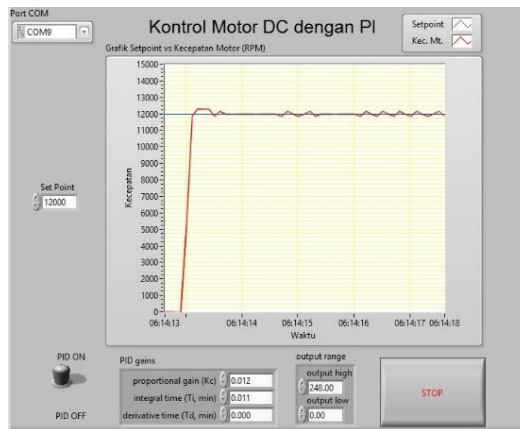 Port COM
COM9
Kontrol Motor DC dengan PI
Setpoint
Kec. Mt.
Grafik Setpoint vs Kecepatan Motor (RPM)
15000
14000
13000
12000
11000
10000
9000
8000
7000
6000
5000
4000
3000
2000
1000
0
Kecepatan
06:14:13 06:14:14 06:14:15 06:14:16 06:14:17 06:14:18
Waktu
Set Point
12000
PID ON
PID OFF
PID gains
proportional gain (Kc) 0.012
integral time (Ti, min) 0.011
derivative time (Td, min) 0.000
output range
output high
248.00
output low
0.00
STOP